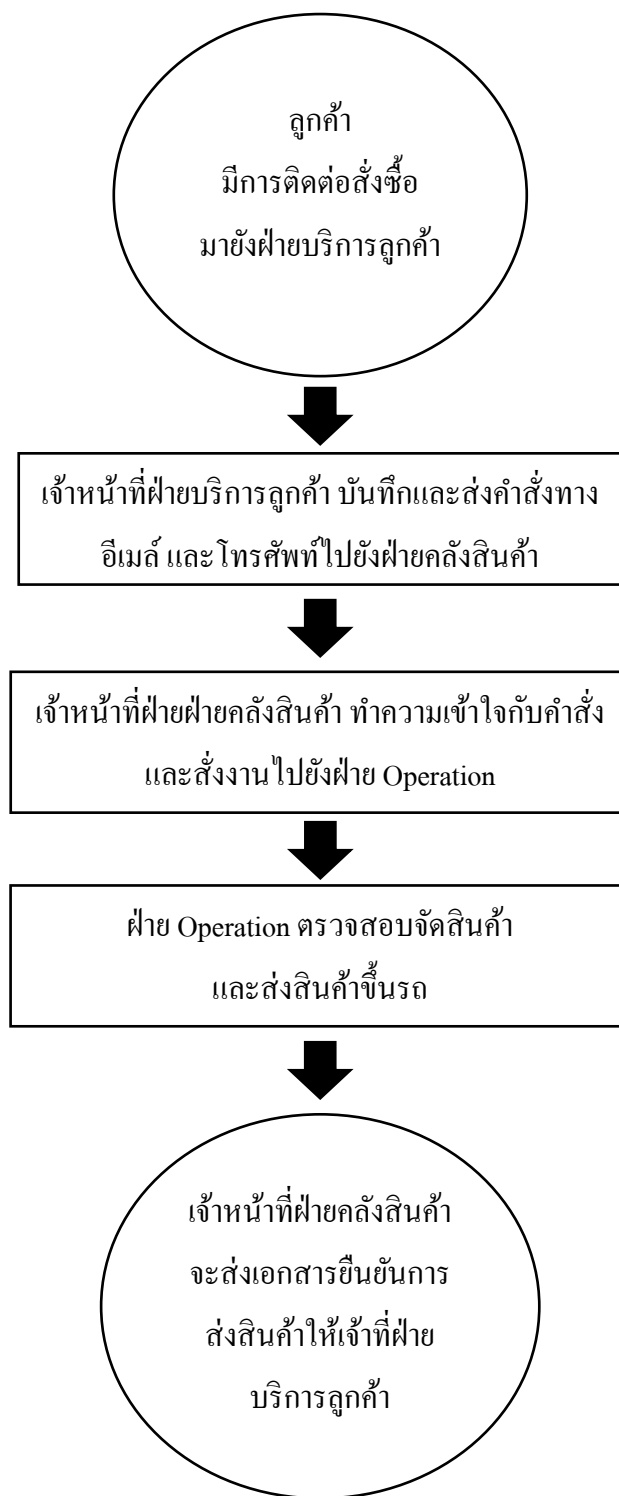 ลูกค้า
มีการติดต่อสั่งซื้อ
มายังฝ่ายบริการลูกค้า
เจ้าหน้าที่ฝ่ายบริการลูกค้า บันทึกและส่งคำสั่งทาง
อีเมล์ และโทรศัพท์ไปยังฝ่ายคลังสินค้า
เจ้าหน้าที่ฝ่ายฝ่ายคลังสินค้า ทำความเข้าใจกับคำสั่ง
และสั่งงานไปยังฝ่าย Operation
ฝ่าย Operation ตรวจสอบจัดสินค้า
และส่งสินค้าขึ้นรถ
เจ้าหน้าที่ฝ่ายคลังสินค้า
จะส่งเอกสารยืนยันการ
ส่งสินค้าให้เจ้าที่ฝ่าย
บริการลูกค้า